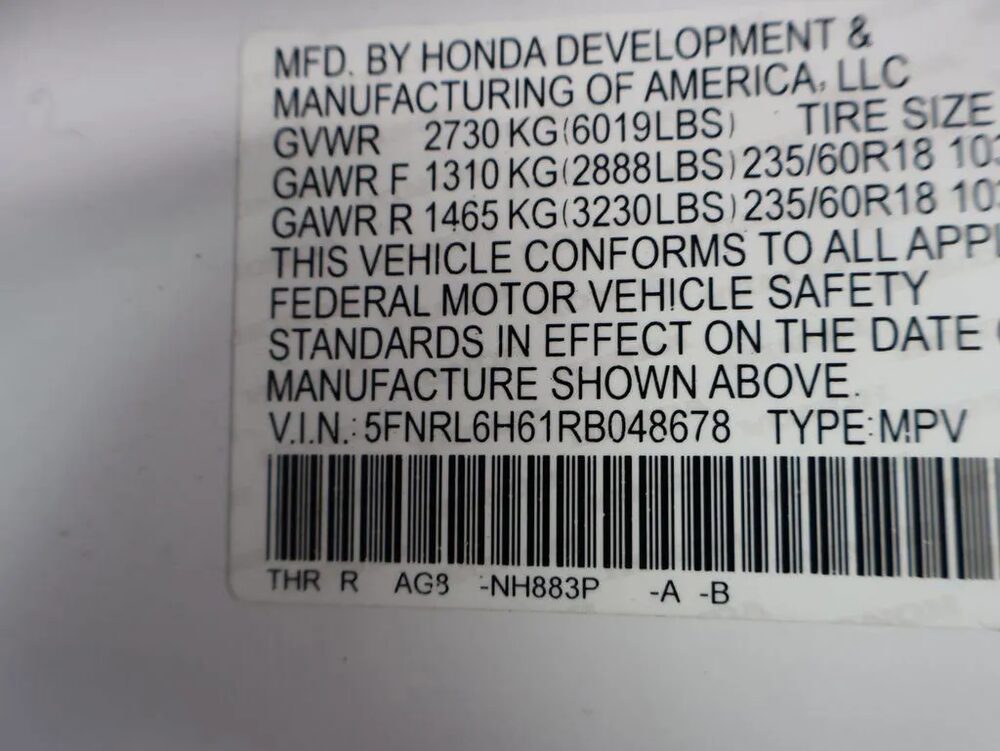 MFD. BY HONDA DEVELOPMENT &
MANUFACTURING OF AMERICA, LLC
GVWR 2730 KG(6019LBS) TIRE SIZE
GAWR F 1310 KG(2888LBS) 235/60R18
GAWR R 1465 KG(3230LBS) 235/60R18
THIS VEHICLE CONFORMS TO ALL APPL
FEDERAL MOTOR VEHICLE SAFETY
STANDARDS IN EFFECT ON THE DATE
MANUFACTURE SHOWN ABOVE.
V.I.N.: 5FNRL6H61RB048678 TYPE:MPV
THR R AG8 -NH883P -A -B